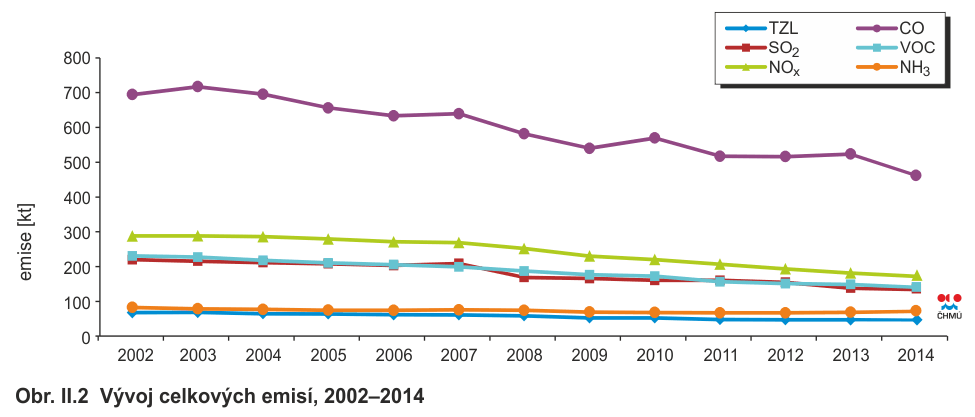 TZL CO
SO₂ VOC
NOₓ NH₃
800
700
600
500
400
300
200
100
0
emise [kt]
2002 2003 2004 2005 2006 2007 2008 2009 2010 2011 2012 2013 2014
ČHMÚ
Obr. II.2 Vývoj celkových emisí, 2002–2014